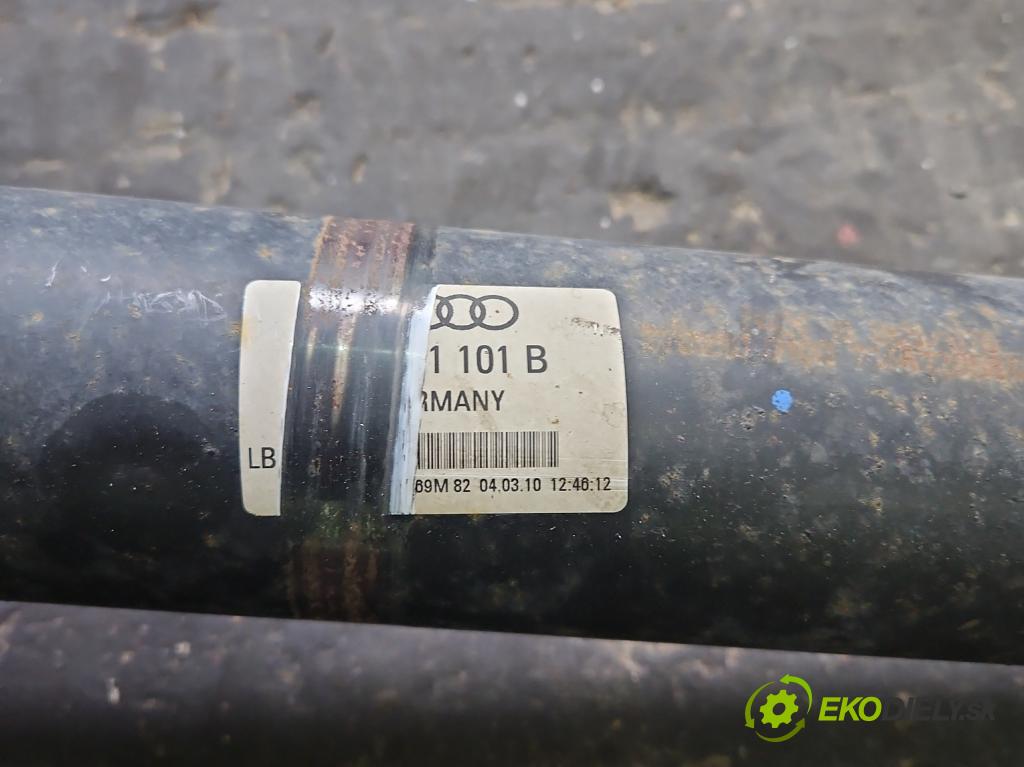 1 101 B
RMANY
LB
69M 82 04.03.10 12:46:12
EKODIELY.SK